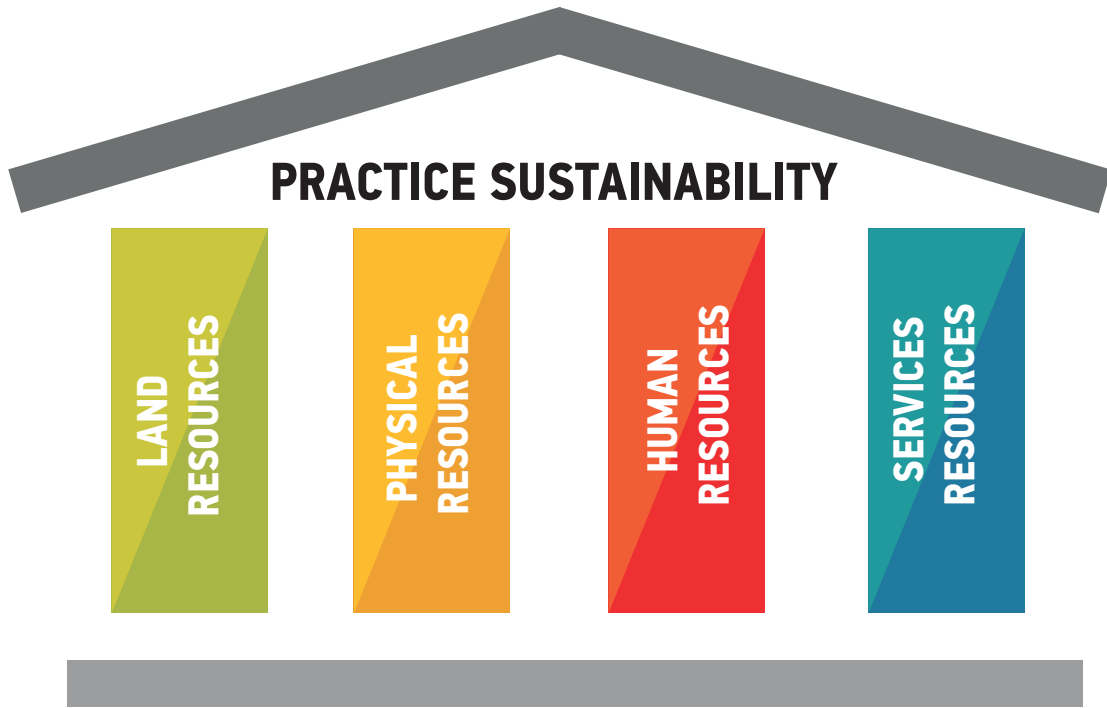 PRACTICE SUSTAINABILITY
LAND
RESOURCES
PHYSICAL
RESOURCES
HUMAN
RESOURCES
SERVICES
RESOURCES